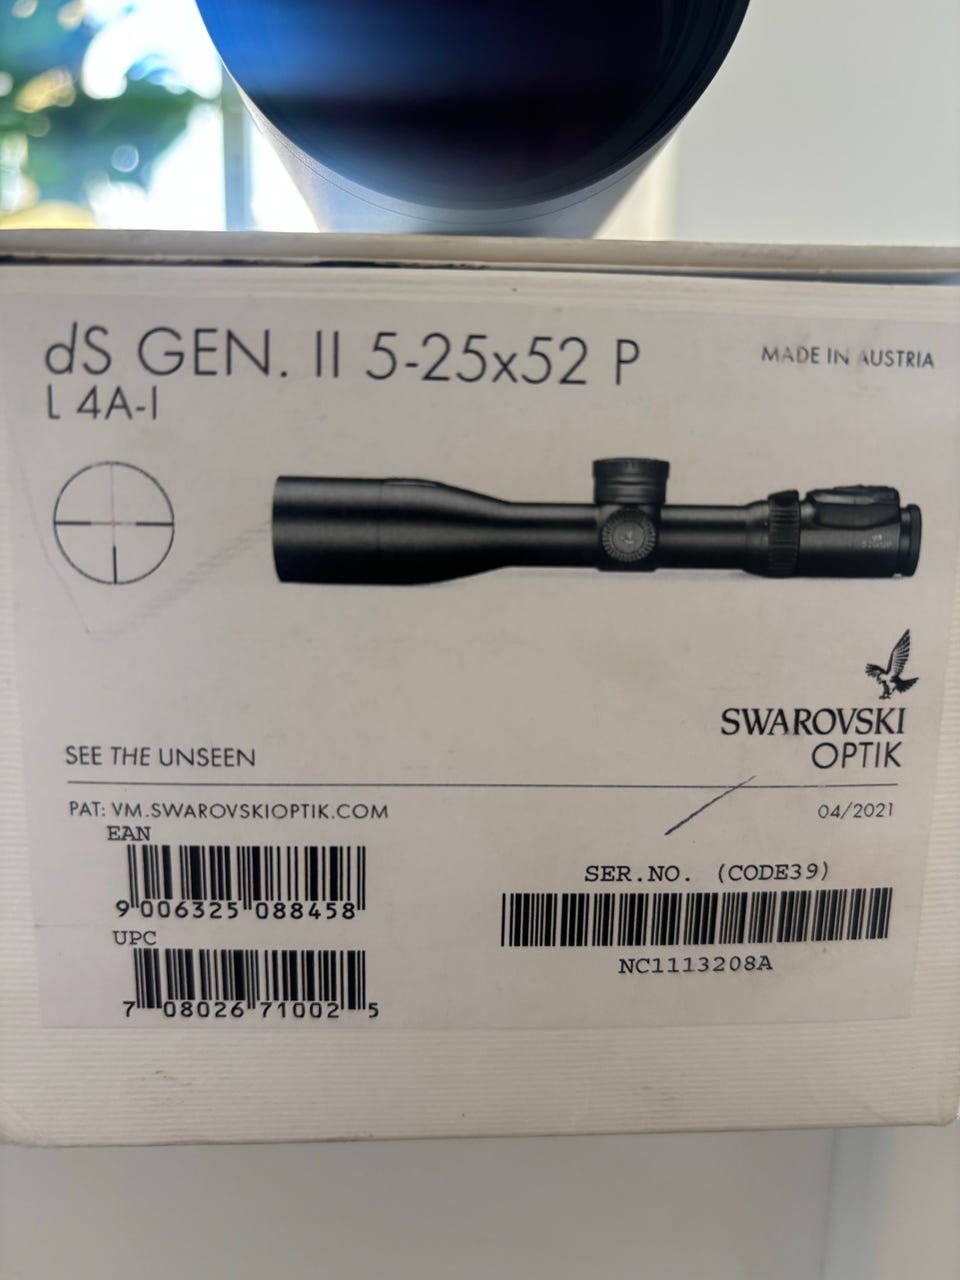 dS GEN. II 5-25x52 P
MADE IN AUSTRIA
L 4A-I
SWAROVSKI
OPTIK
SEE THE UNSEEN
PAT: VM.SWAROVSKIOPTIK.COM
04/2021
EAN
SER.NO. (CODE39)
9 006325 088458
NC1113208A
UPC
7 08026 71002 5